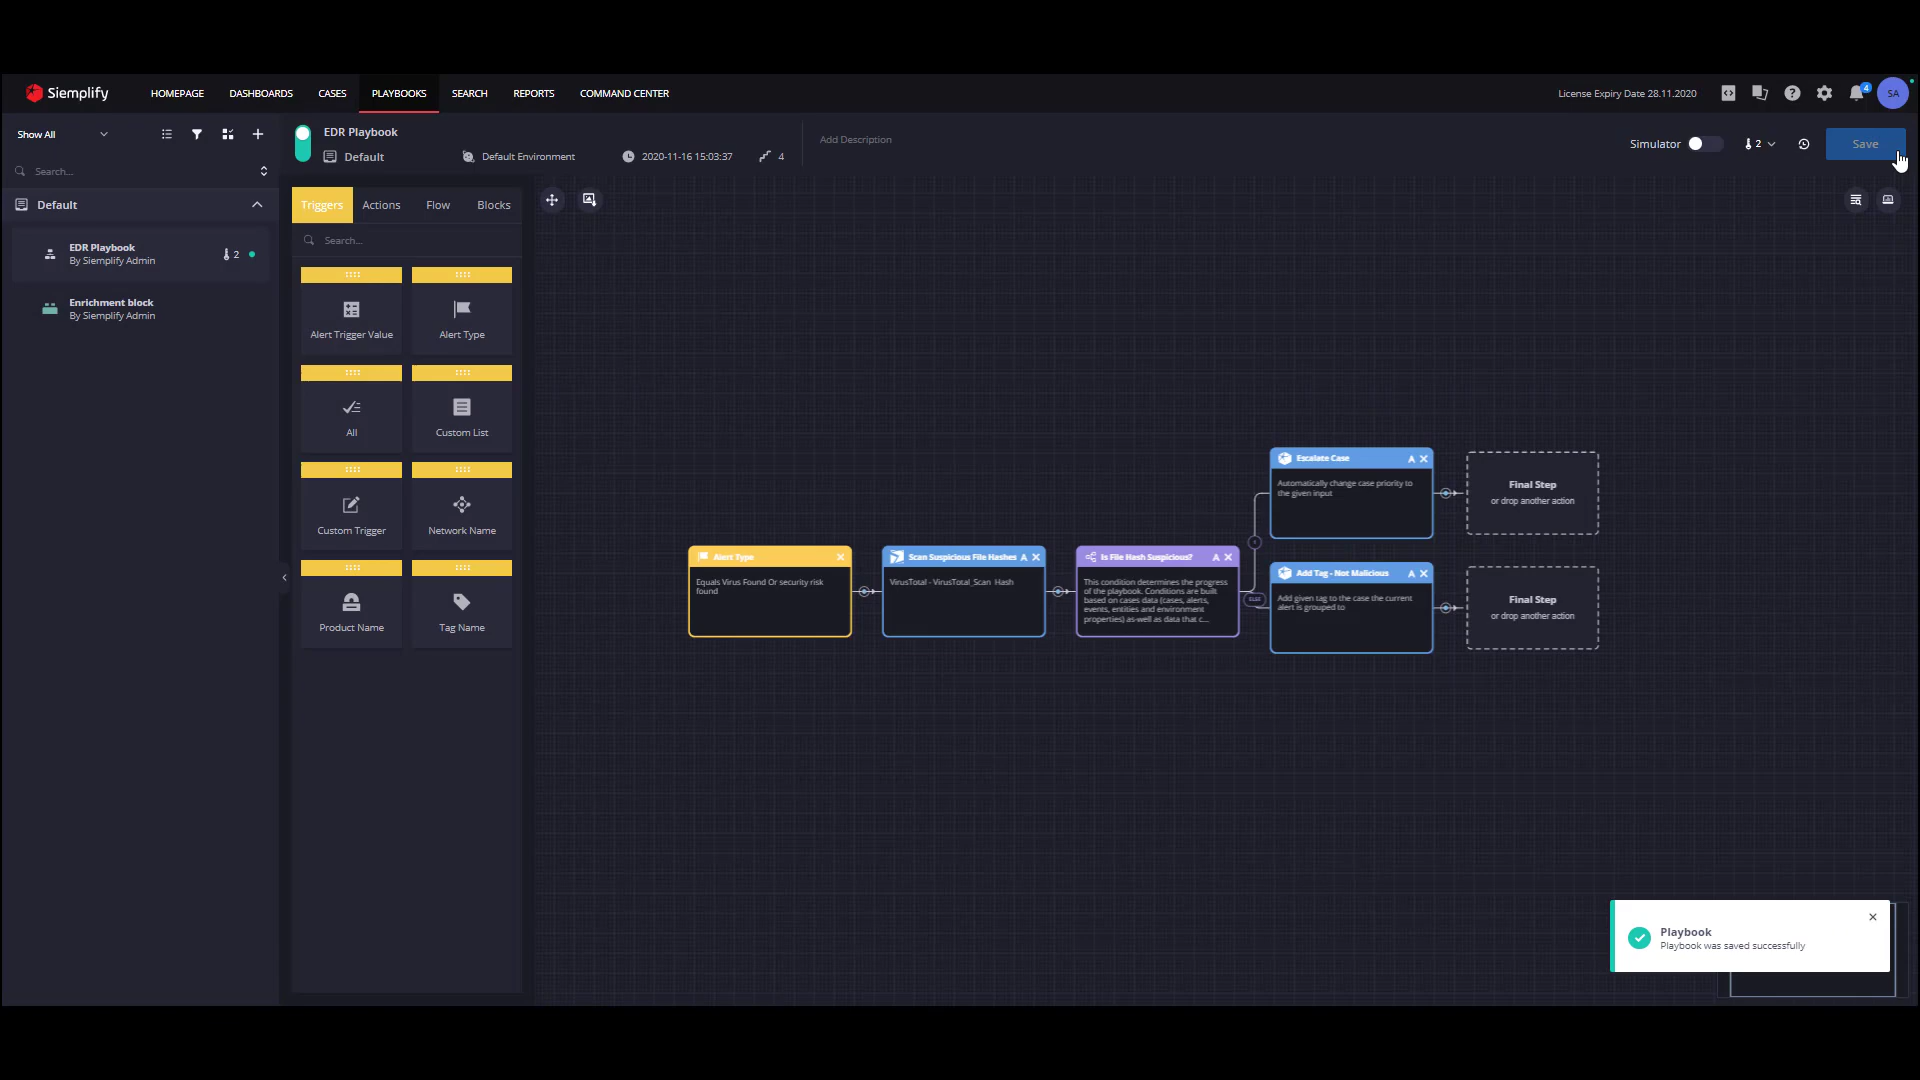 Siemplify
HOMEPAGE
DASHBOARDS
CASES
PLAYBOOKS
SEARCH
REPORTS
COMMAND CENTER
License Expiry Date 28.11.2020
4
SA
Show All
Search...
Default
EDR Playbook
By Siemplify Admin
2
Enrichment block
By Siemplify Admin
EDR Playbook
Default
Default Environment
2020-11-16 15:03:37
4
Add Description
Simulator
2
Save
Triggers
Actions
Flow
Blocks
Search...
Alert Trigger Value
Alert Type
All
Custom List
Custom Trigger
Network Name
Product Name
Tag Name
Alert Type
Equals Virus Found Or security risk
found
Scan Suspicious File Hashes A
VirusTotal - VirusTotal_Scan Hash
Is File Hash Suspicious? A
This condition determines the progress
of the playbook. Conditions are built
based on cases data (cases, alerts,
events, entities and environment
properties) as-well as data that c...
ELSE
Escalate Case A
Automatically change case priority to
the given input
Final Step
or drop another action
Add Tag - Not Malicious A
Add given tag to the case the current
alert is grouped to
Final Step
or drop another action
Playbook
Playbook was saved successfully